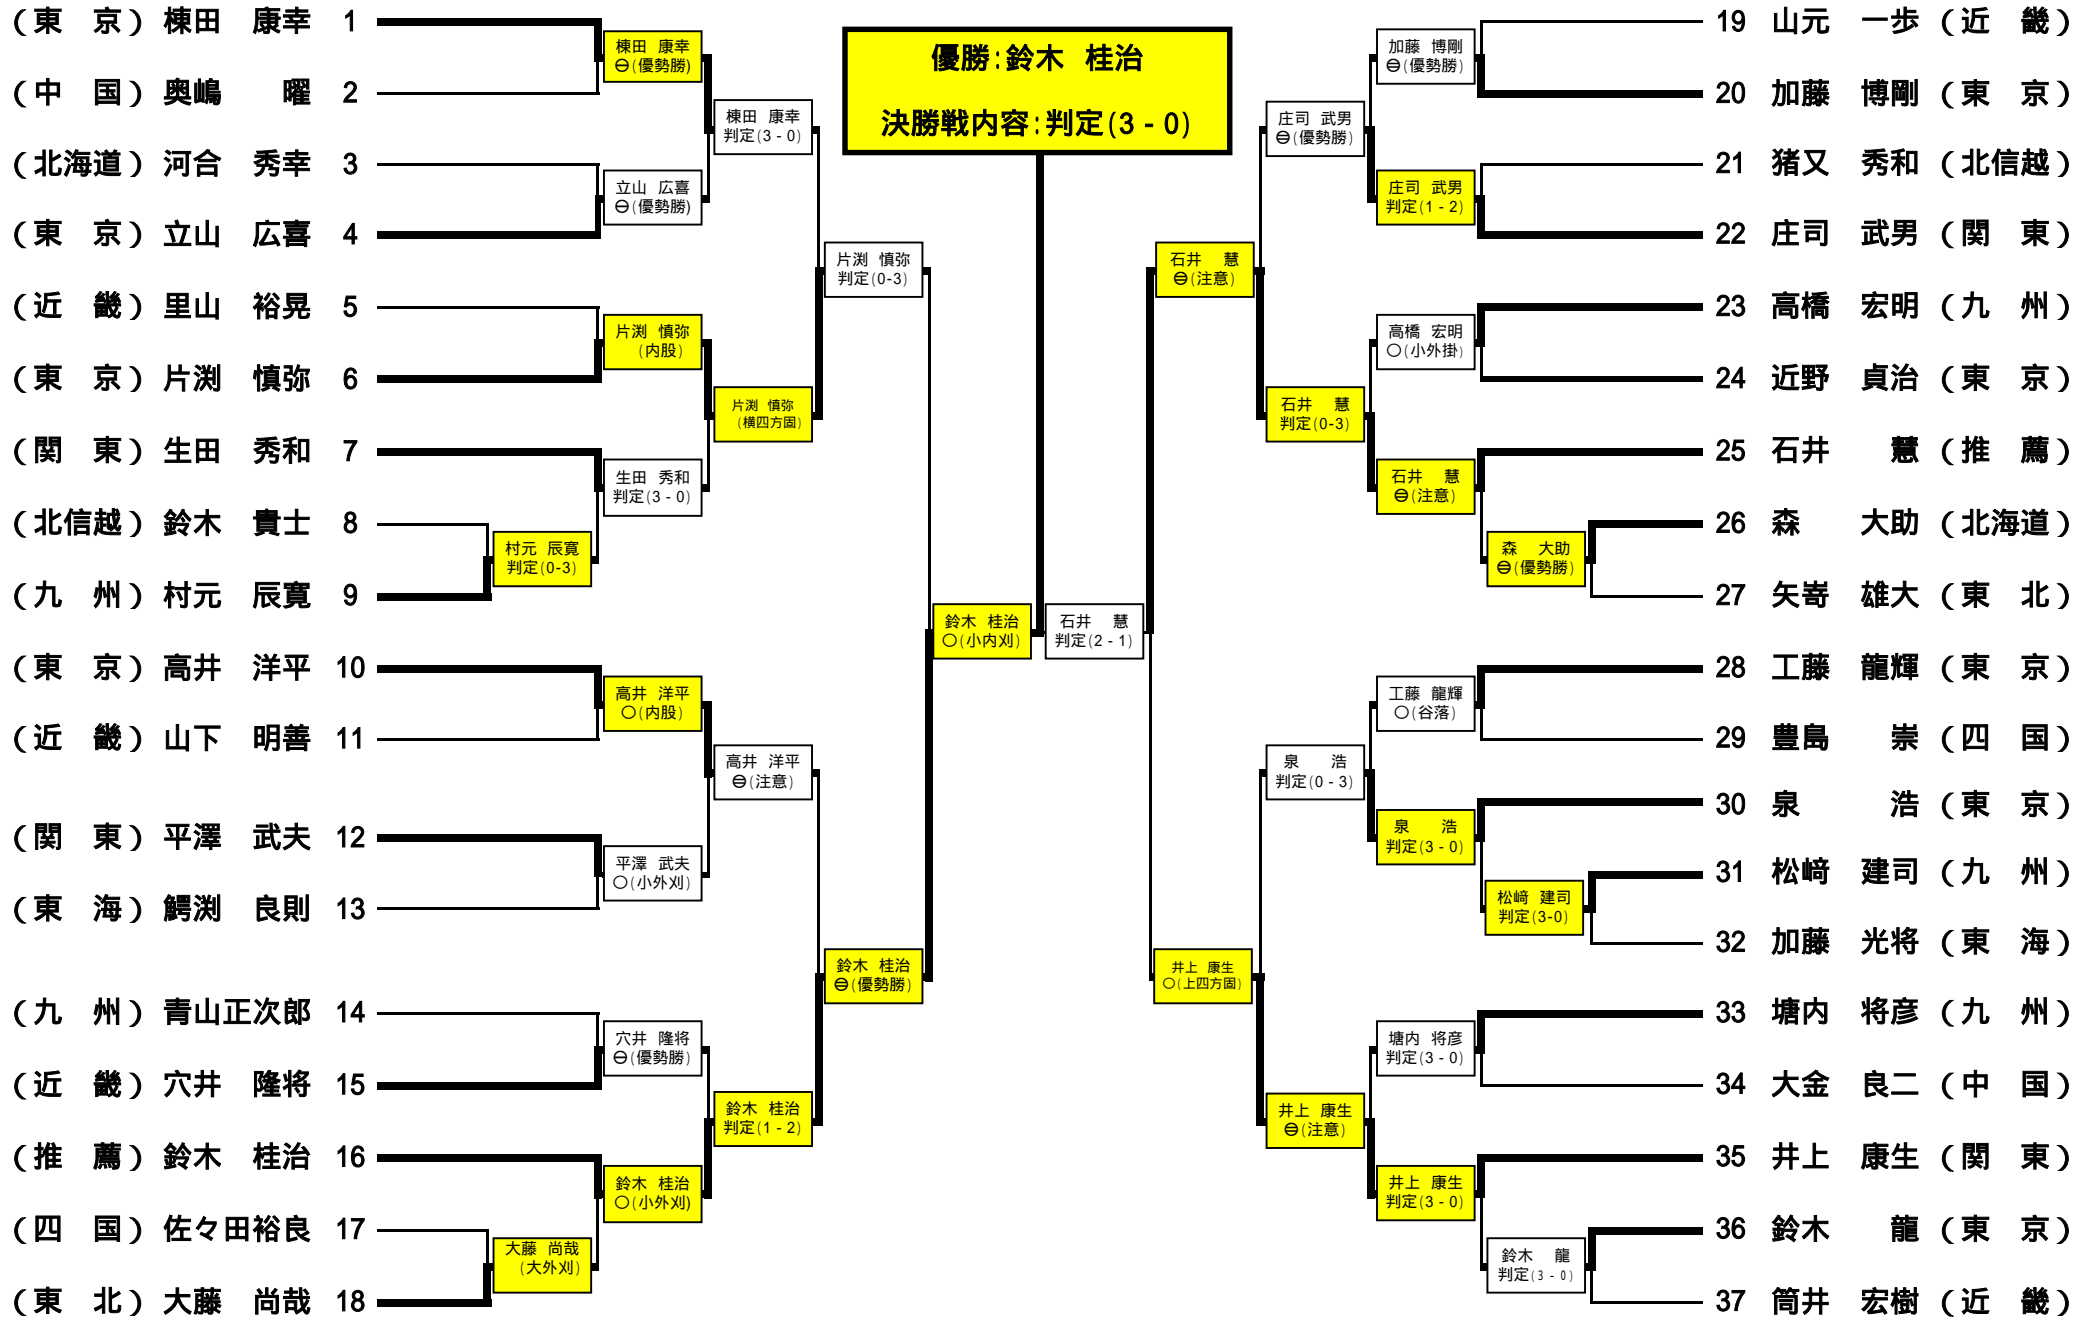 (東　京) 棟田　康幸 1
(中　国) 奥嶋　　曜 2
(北海道) 河合　秀幸 3
(東　京) 立山　広喜 4
(近　畿) 里山　裕晃 5
(東　京) 片渕　慎弥 6
(関　東) 生田　秀和 7
(北信越) 鈴木　貴士 8
(九　州) 村元　辰寛 9
(東　京) 高井　洋平 10
(近　畿) 山下　明善 11
(関　東) 平澤　武夫 12
(東　海) 鰐渕　良則 13
(九　州) 青山正次郎 14
(近　畿) 穴井　隆将 15
(推　薦) 鈴木　桂治 16
(四　国) 佐々田裕良 17
(東　北) 大藤　尚哉 18
村元 辰寛
判定(0-3)
大藤 尚哉
(大外刈)
棟田 康幸
⊖(優勢勝)
立山 広喜
⊖(優勢勝)
片渕 慎弥
(内股)
生田 秀和
判定(3 - 0)
高井 洋平
○(内股)
平澤 武夫
○(小外刈)
穴井 隆将
⊖(優勢勝)
鈴木 桂治
○(小外刈)
棟田 康幸
判定(3 - 0)
片渕 慎弥
(横四方固)
高井 洋平
⊖(注意)
鈴木 桂治
判定(1 - 2)
片渕 慎弥
判定(0-3)
鈴木 桂治
⊖(優勢勝)
鈴木 桂治
○(小内刈)
優勝:鈴木 桂治
決勝戦内容:判定(3 - 0)
石井　慧
判定(2 - 1)
石井　慧
⊖(注意)
井上 康生
○(上四方固)
庄司 武男
⊖(優勢勝)
石井　慧
判定(0-3)
泉　　浩
判定(0 - 3)
井上 康生
⊖(注意)
加藤 博剛
⊖(優勢勝)
庄司 武男
判定(1 - 2)
高橋 宏明
○(小外掛)
石井　慧
⊖(注意)
工藤 龍輝
○(谷落)
泉　　浩
判定(3 - 0)
塘内 将彦
判定(3 - 0)
井上 康生
判定(3 - 0)
森　大助
⊖(優勢勝)
松﨑 建司
判定(3-0)
鈴木　龍
判定(3 - 0)
19 山元　一歩 (近　畿)
20 加藤　博剛 (東　京)
21 猪又　秀和 (北信越)
22 庄司　武男 (関　東)
23 高橋　宏明 (九　州)
24 近野　貞治 (東　京)
25 石井　　慧 (推　薦)
26 森　　大助 (北海道)
27 矢嵜　雄大 (東　北)
28 工藤　龍輝 (東　京)
29 豊島　　崇 (四　国)
30 泉　　　浩 (東　京)
31 松﨑　建司 (九　州)
32 加藤　光将 (東　海)
33 塘内　将彦 (九　州)
34 大金　良二 (中　国)
35 井上　康生 (関　東)
36 鈴木　　龍 (東　京)
37 筒井　宏樹 (近　畿)